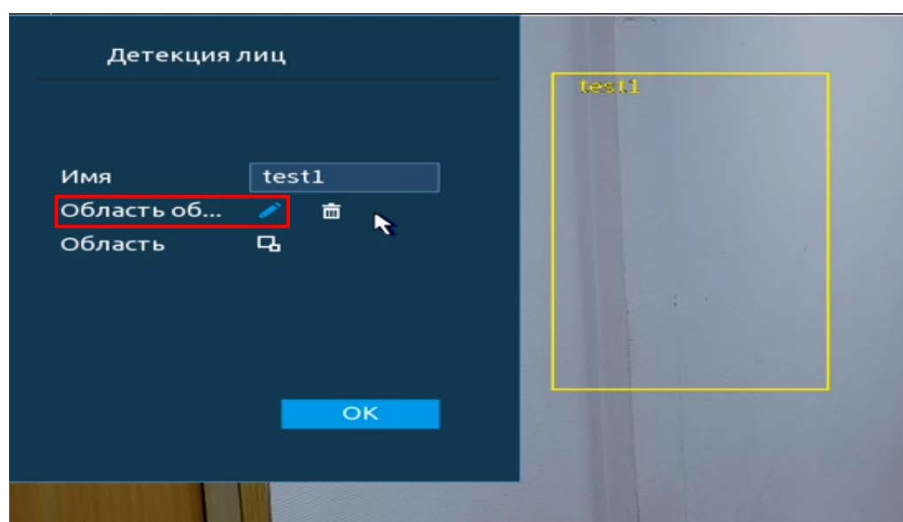 Детекция лиц
test1
Имя
test1
Область об...
Область
OK